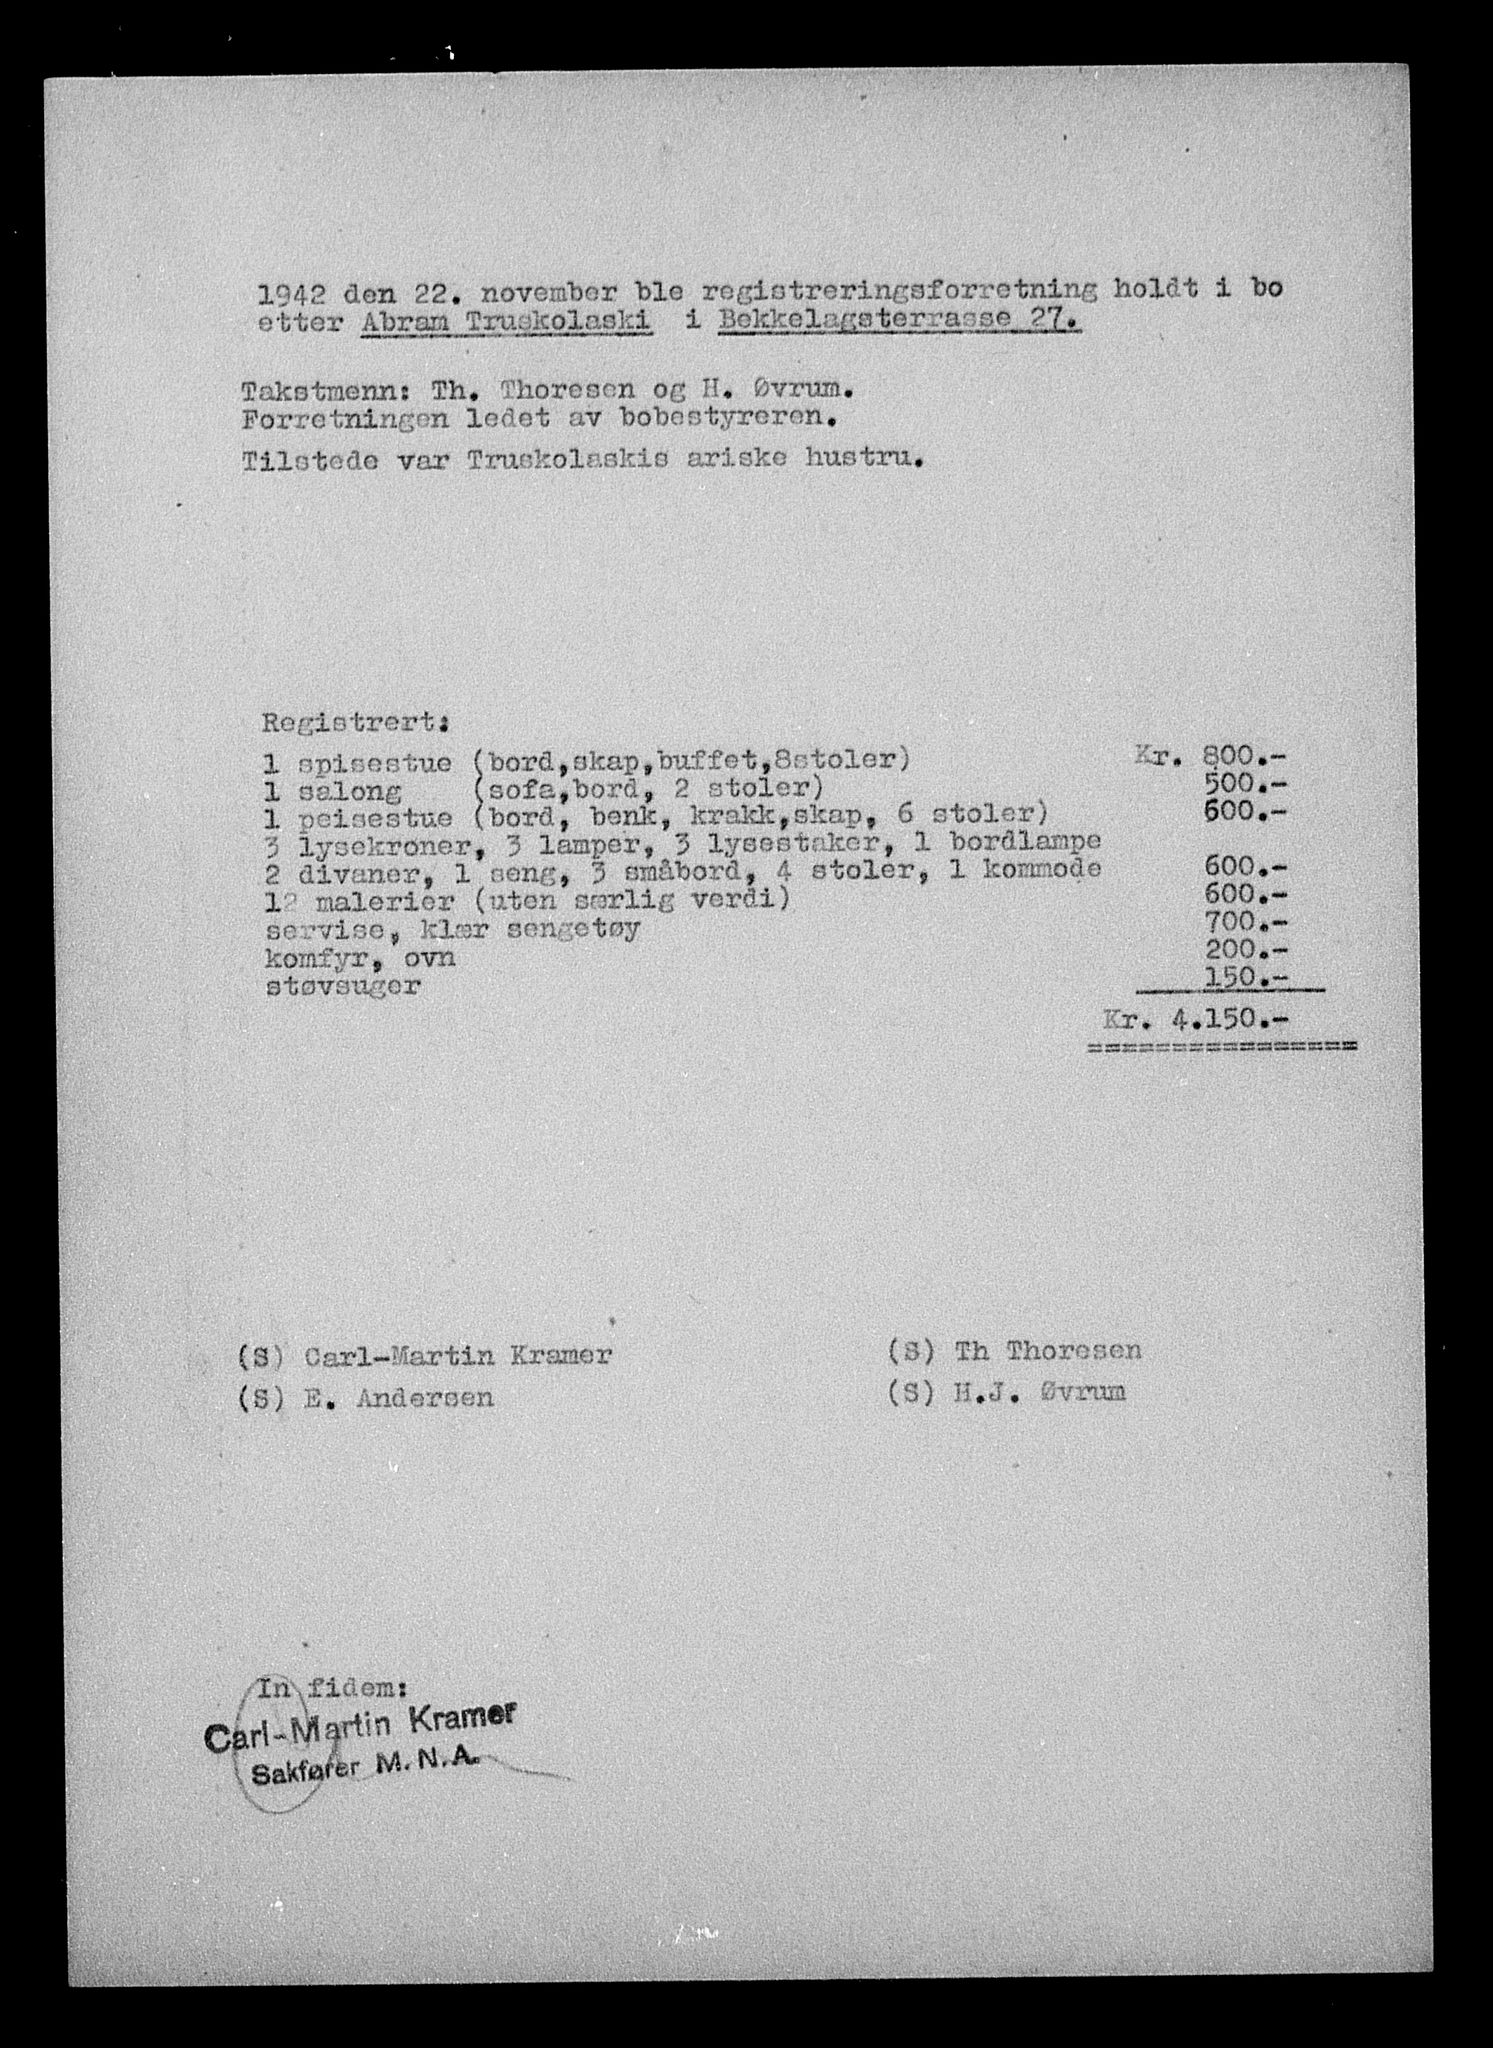 1942 den 22. november ble registreringsforretning holdt i bo
etter Abram Truskolaski i Bekkelagsterrasse 27.
Takstmenn: Th. Thoresen og H. Øvrum.
Forretningen ledet av bobestyreren.
Tilstede var Truskolaskis ariske hustru.
Registrert:
1 spisestue (bord,skap,buffet,8stoler) Kr. 800.-
1 salong (sofa,bord, 2 stoler) 500.-
1 peisestue (bord, benk, krakk,skap, 6 stoler) 600.-
3 lysekroner, 3 lamper, 3 lysestaker, 1 bordlampe
2 divaner, 1 seng, 3 småbord, 4 stoler, 1 kommode 600.-
12 malerier (uten særlig verdi) 600.-
servise, klær sengetøy 700.-
komfyr, ovn 200.-
støvsuger 150.-
Kr. 4.150.-
================
(S) Carl-Martin Kramer (S) Th Thoresen
(S) E. Andersen (S) H.J. Øvrum
In fidem:
Carl-Martin Kramer
Sakfører M.N.A.